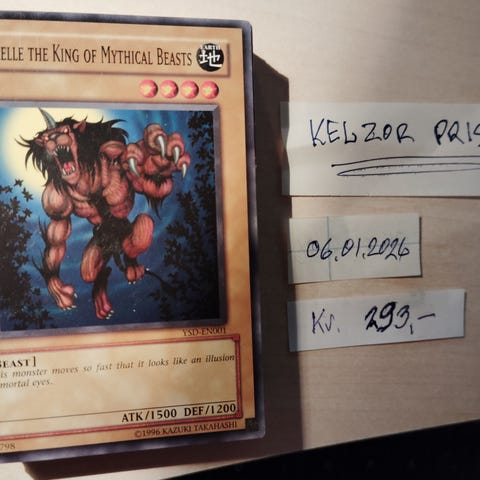 ELLE THE KING OF MYTHICAL BEASTS
EARTH
地
YSD-EN001
BEAST]
is monster moves so fast that it looks like an illusion
mortal eyes.
ATK/1500 DEF/1200
©1996 KAZUKI TAKAHASHI
798
KELZOR PRIS
06.01.2026
Kr. 293,-